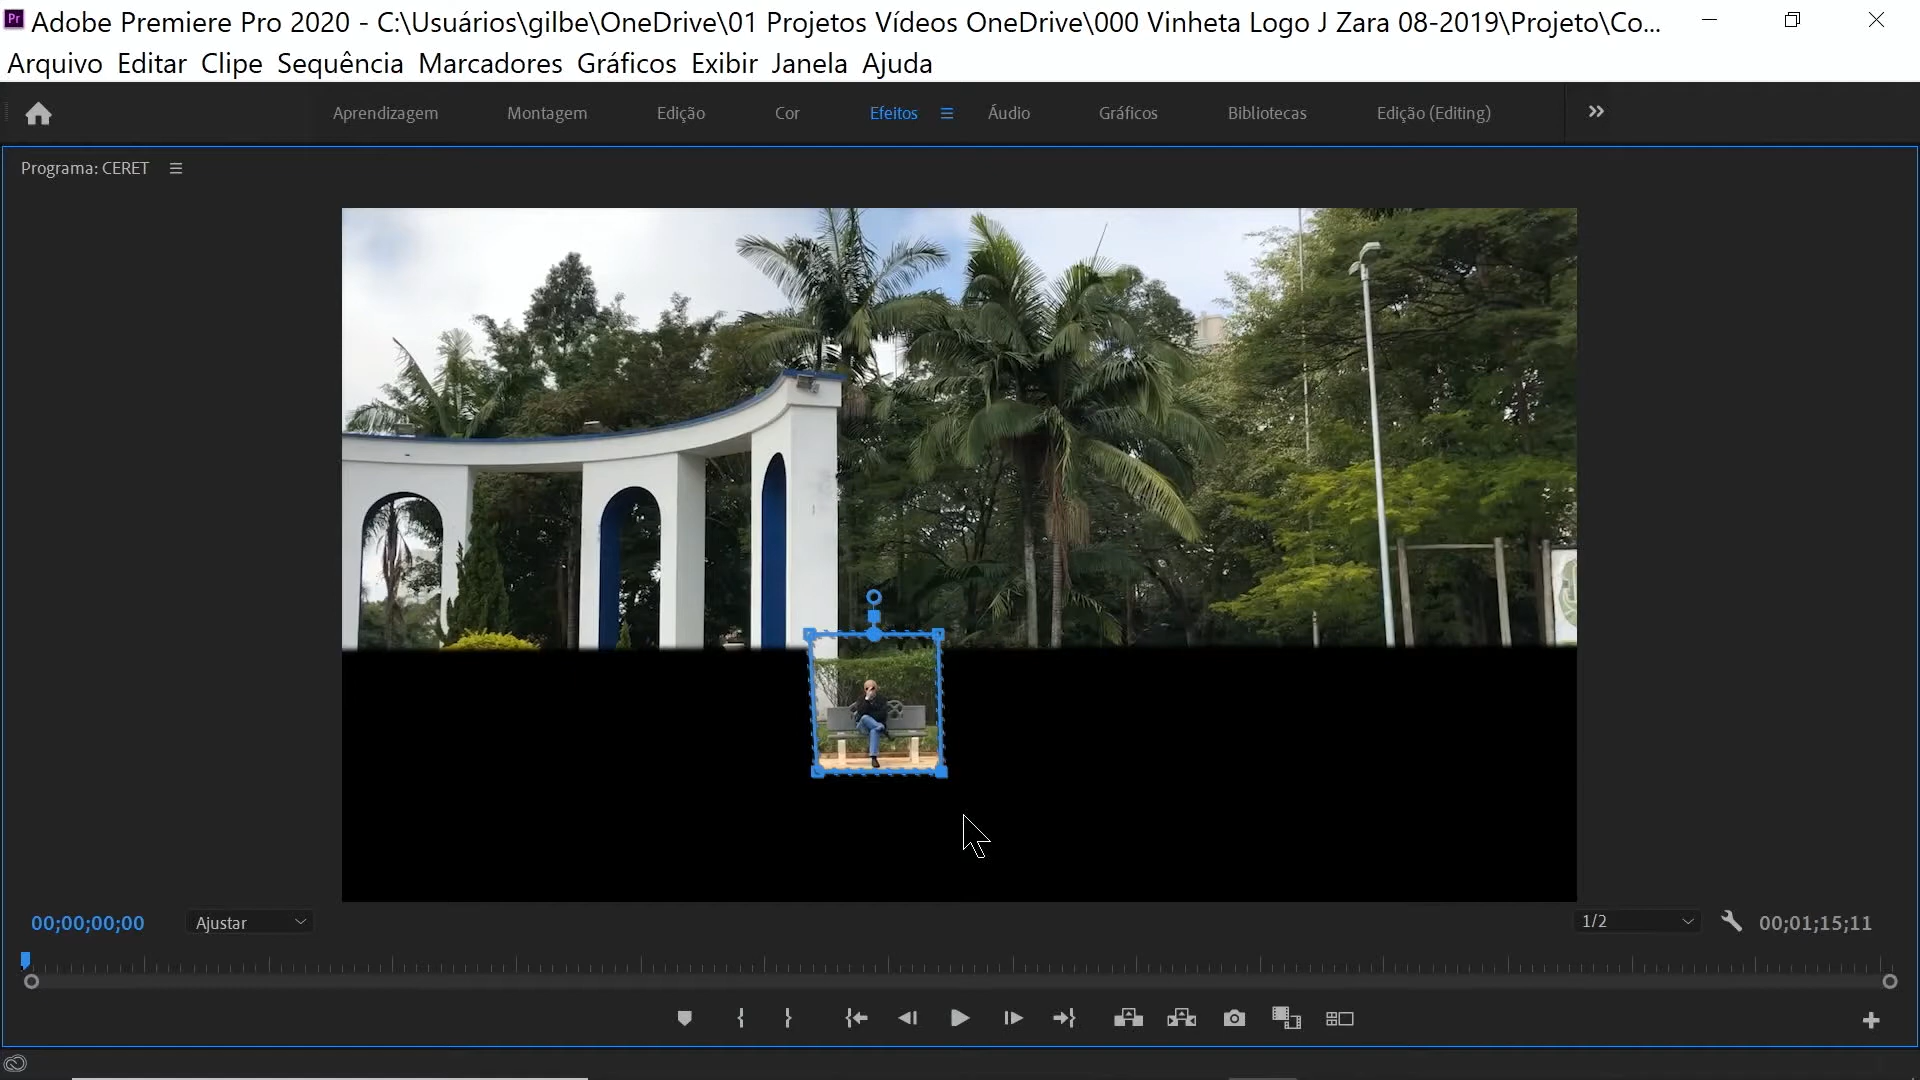 Pr Adobe Premiere Pro 2020 - C:\Usuários\gilbe\OneDrive\01 Projetos Vídeos OneDrive\000 Vinheta Logo J Zara 08-2019\Projeto\Co...
Arquivo Editar Clipe Sequência Marcadores Gráficos Exibir Janela Ajuda
Aprendizagem Montagem Edição Cor Efeitos Áudio Gráficos Bibliotecas Edição (Editing)
Programa: CERET
00;00;00;00 Ajustar 1/2 00;01;15;11